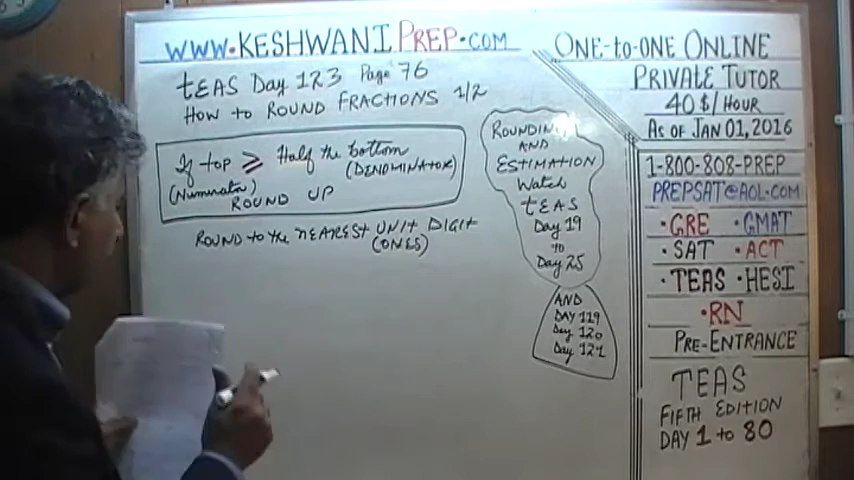 WWW.KESHWANIPREP.COM
TEAS Day 123 Page 76
HOW TO ROUND FRACTIONS 1/2
If top ≥ Half the bottom
(Numerator) (DENOMINATOR)
ROUND UP
ROUND TO THE NEAREST UNIT DIGIT
(ONES)
ROUNDING
AND
ESTIMATION
Watch
TEAS
Day 19
to
Day 25
AND
DAY 119
Day 120
Day 121
ONE-TO-ONE ONLINE
PRIVATE TUTOR
40 $/HOUR
AS OF JAN 01, 2016
1-800-808-PREP
PREPSAT@AOL.COM
• GRE • GMAT
• SAT • ACT
• TEAS • HESI
• RN
PRE-ENTRANCE
TEAS
FIFTH EDITION
DAY 1 TO 80